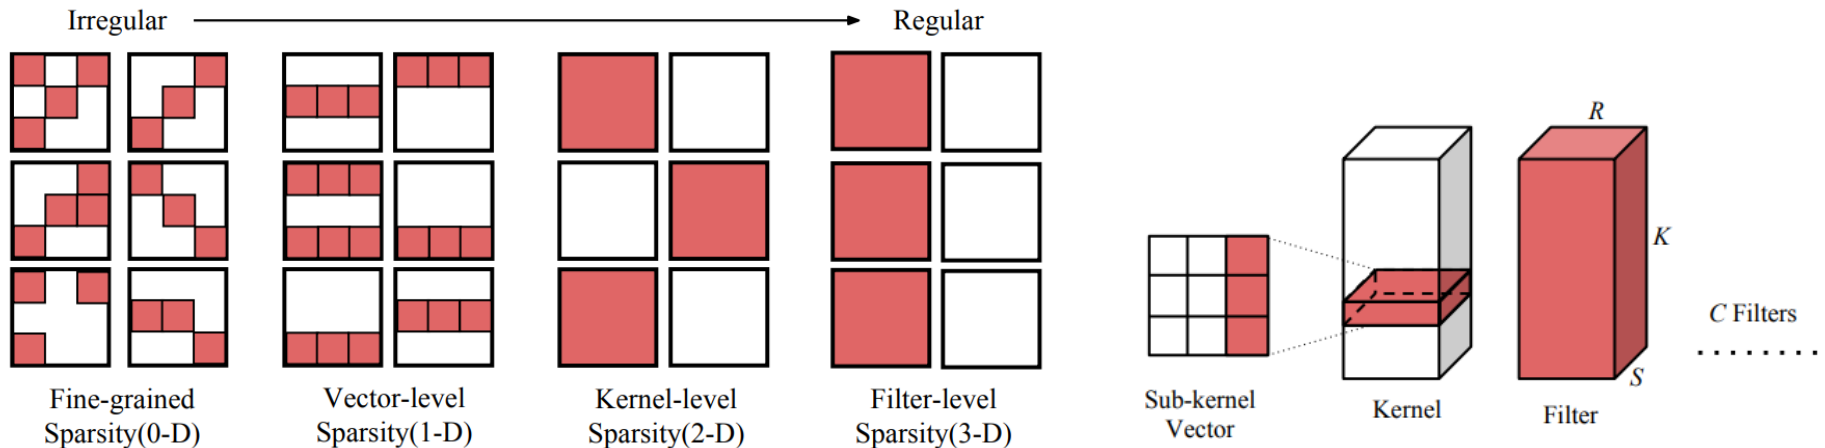 Irregular
Regular
Fine-grained
Sparsity(0-D)
Vector-level
Sparsity(1-D)
Kernel-level
Sparsity(2-D)
Filter-level
Sparsity(3-D)
Sub-kernel
Vector
Kernel
R
K
S
Filter
C Filters